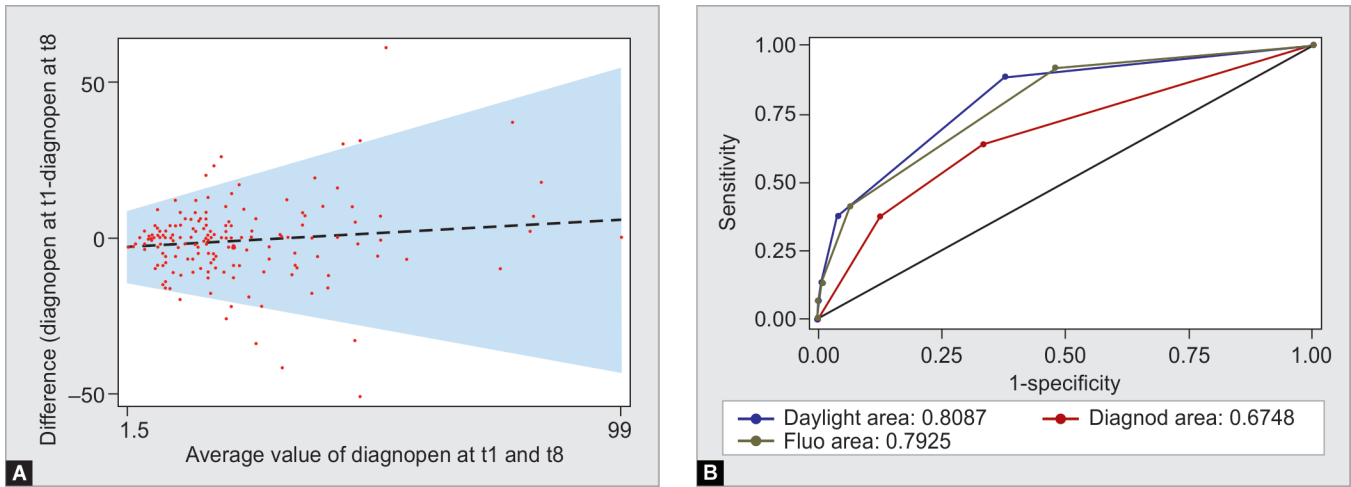 Difference (diagnopen at t1-diagnopen at t8
50
0
–50
1.5
99
Average value of diagnopen at t1 and t8
A
Sensitivity
1.00
0.75
0.50
0.25
0.00
0.00
0.25
0.50
0.75
1.00
1-specificity
Daylight area: 0.8087
Diagnod area: 0.6748
Fluo area: 0.7925
B